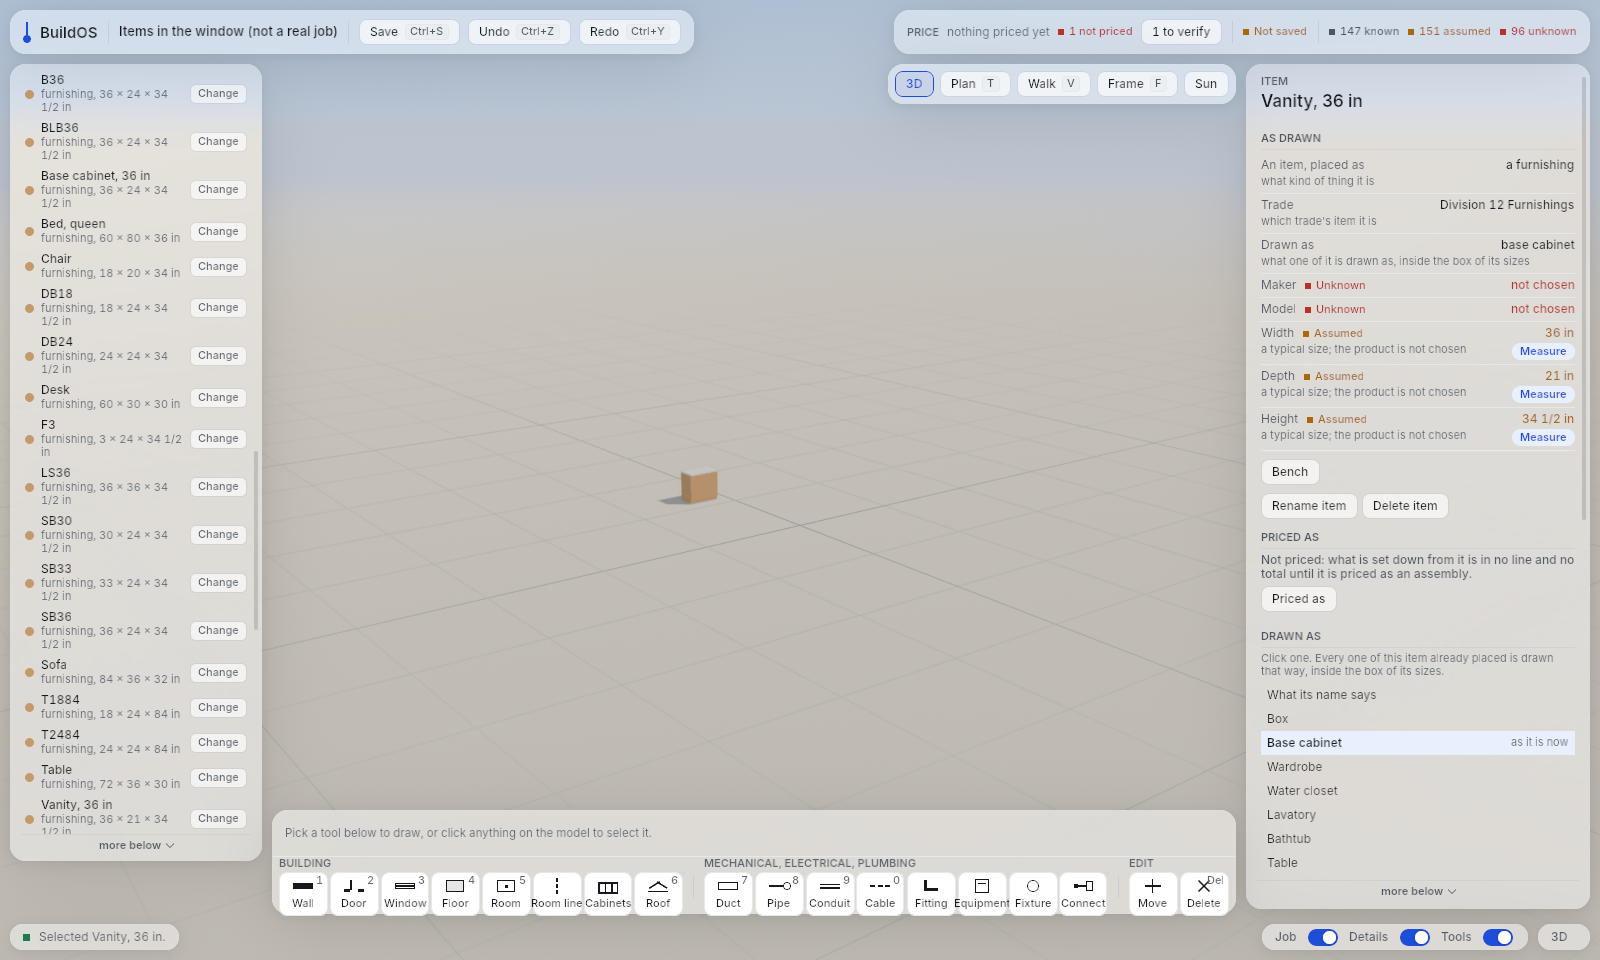 BuildOS
Items in the window (not a real job)
Save Ctrl+S
Undo Ctrl+Z
Redo Ctrl+Y
PRICE nothing priced yet 1 not priced 1 to verify Not saved 147 known 151 assumed 96 unknown
3D
Plan T
Walk V
Frame F
Sun
B36
furnishing, 36 × 24 × 34
1/2 in
Change
BLB36
furnishing, 36 × 24 × 34
1/2 in
Change
Base cabinet, 36 in
furnishing, 36 × 24 × 34
1/2 in
Change
Bed, queen
furnishing, 60 × 80 × 36 in
Change
Chair
furnishing, 18 × 20 × 34 in
Change
DB18
furnishing, 18 × 24 × 34
1/2 in
Change
DB24
furnishing, 24 × 24 × 34
1/2 in
Change
Desk
furnishing, 60 × 30 × 30 in
Change
F3
furnishing, 3 × 24 × 34 1/2
in
Change
LS36
furnishing, 36 × 36 × 34
1/2 in
Change
SB30
furnishing, 30 × 24 × 34
1/2 in
Change
SB33
furnishing, 33 × 24 × 34
1/2 in
Change
SB36
furnishing, 36 × 24 × 34
1/2 in
Change
Sofa
furnishing, 84 × 36 × 32 in
Change
T1884
furnishing, 18 × 24 × 84 in
Change
T2484
furnishing, 24 × 24 × 84 in
Change
Table
furnishing, 72 × 36 × 30 in
Change
Vanity, 36 in
furnishing, 36 × 21 × 34
1/2 in
Change
more below
Selected Vanity, 36 in.
Pick a tool below to draw, or click anything on the model to select it.
BUILDING
Wall 1
Door 2
Window 3
Floor 4
Room 5
Room line
Cabinets
Roof 6
MECHANICAL, ELECTRICAL, PLUMBING
Duct 7
Pipe 8
Conduit 9
Cable 0
Fitting
Equipment
Fixture
Connect
EDIT
Move
Delete Del
ITEM
Vanity, 36 in
AS DRAWN
An item, placed as a furnishing
what kind of thing it is
Trade Division 12 Furnishings
which trade's item it is
Drawn as base cabinet
what one of it is drawn as, inside the box of its sizes
Maker Unknown not chosen
Model Unknown not chosen
Width Assumed 36 in
a typical size; the product is not chosen Measure
Depth Assumed 21 in
a typical size; the product is not chosen Measure
Height Assumed 34 1/2 in
a typical size; the product is not chosen Measure
Bench
Rename item Delete item
PRICED AS
Not priced: what is set down from it is in no line and no
total until it is priced as an assembly.
Priced as
DRAWN AS
Click one. Every one of this item already placed is drawn
that way, inside the box of its sizes.
What its name says
Box
Base cabinet as it is now
Wardrobe
Water closet
Lavatory
Bathtub
Table
more below
Job Details Tools 3D